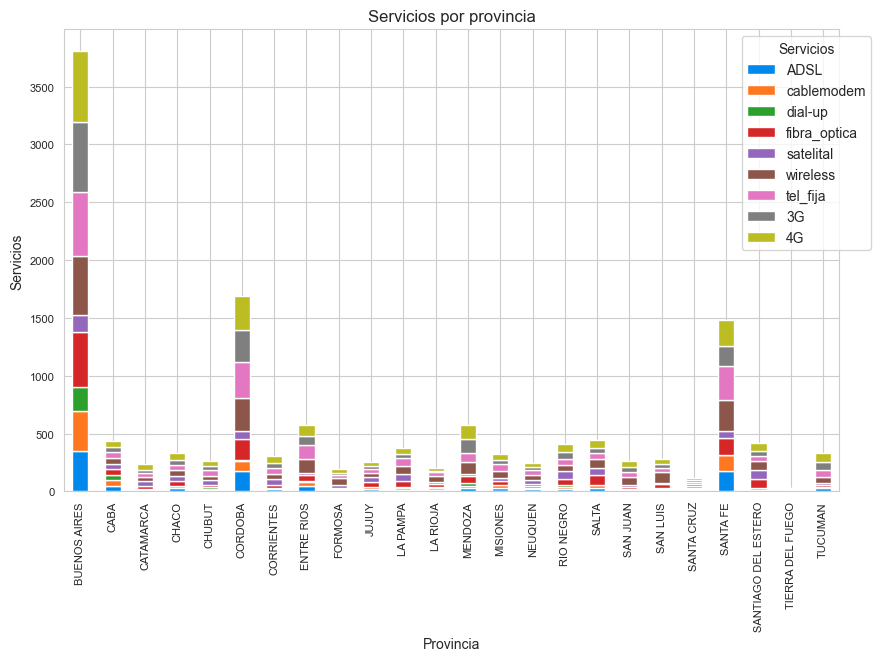 Servicios por provincia
Servicios
ADSL
cablemodem
dial-up
fibra_optica
satelital
wireless
tel_fija
3G
4G
Servicios
3500
3000
2500
2000
1500
1000
500
0
BUENOS AIRES
CABA
CATAMARCA
CHACO
CHUBUT
CORDOBA
CORRIENTES
ENTRE RIOS
FORMOSA
JUJUY
LA PAMPA
LA RIOJA
MENDOZA
MISIONES
NEUQUEN
RIO NEGRO
SALTA
SAN JUAN
SAN LUIS
SANTA CRUZ
SANTA FE
SANTIAGO DEL ESTERO
TIERRA DEL FUEGO
TUCUMAN
Provincia